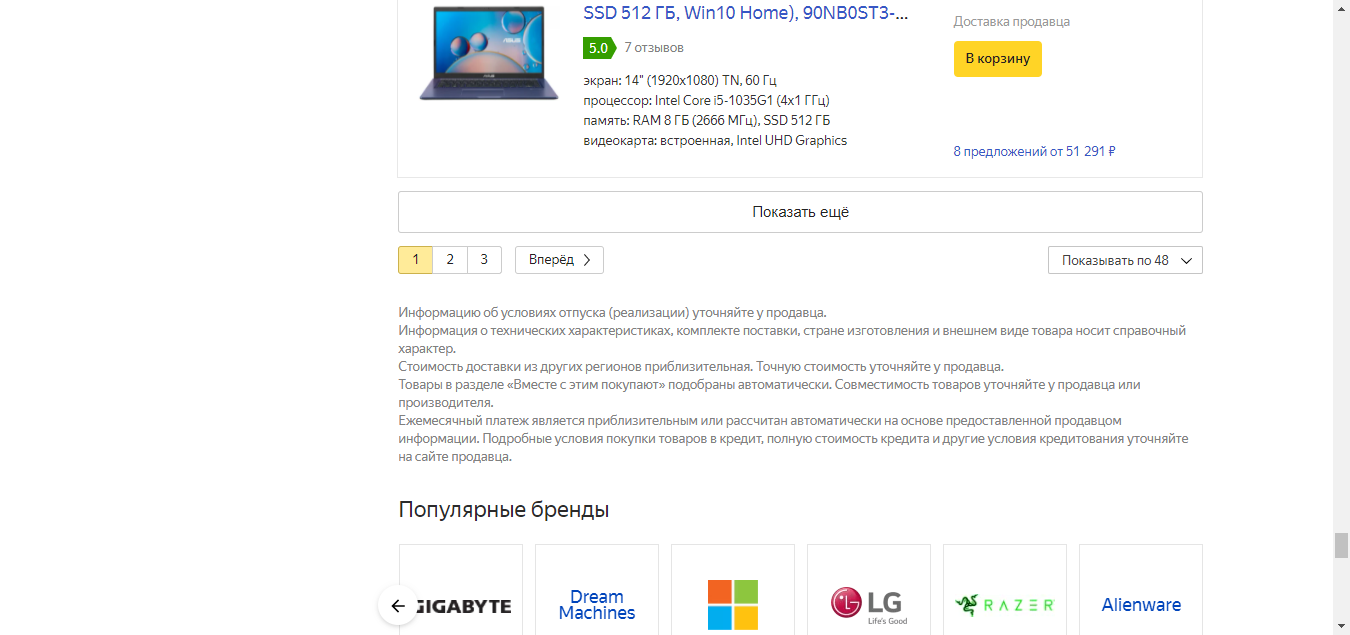 SSD 512 ГБ, Win10 Home), 90NB0ST3-...
Доставка продавца
5.0 7 отзывов
В корзину
экран: 14" (1920x1080) TN, 60 Гц
процессор: Intel Core i5-1035G1 (4x1 ГГц)
память: RAM 8 ГБ (2666 МГц), SSD 512 ГБ
видеокарта: встроенная, Intel UHD Graphics
8 предложений от 51 291 ₽
Показать ещё
1 2 3 Вперёд
Показывать по 48
Информацию об условиях отпуска (реализации) уточняйте у продавца.
Информация о технических характеристиках, комплекте поставки, стране изготовления и внешнем виде товара носит справочный
характер.
Стоимость доставки из других регионов приблизительная. Точную стоимость уточняйте у продавца.
Товары в разделе «Вместе с этим покупают» подобраны автоматически. Совместимость товаров уточняйте у продавца или
производителя.
Ежемесячный платеж является приблизительным или рассчитан автоматически на основе предоставленной продавцом
информации. Подробные условия покупки товаров в кредит, полную стоимость кредита и другие условия кредитования уточняйте
на сайте продавца.
Популярные бренды
GIGABYTE
Dream
Machines
LG
Life's Good
RAZER
Alienware